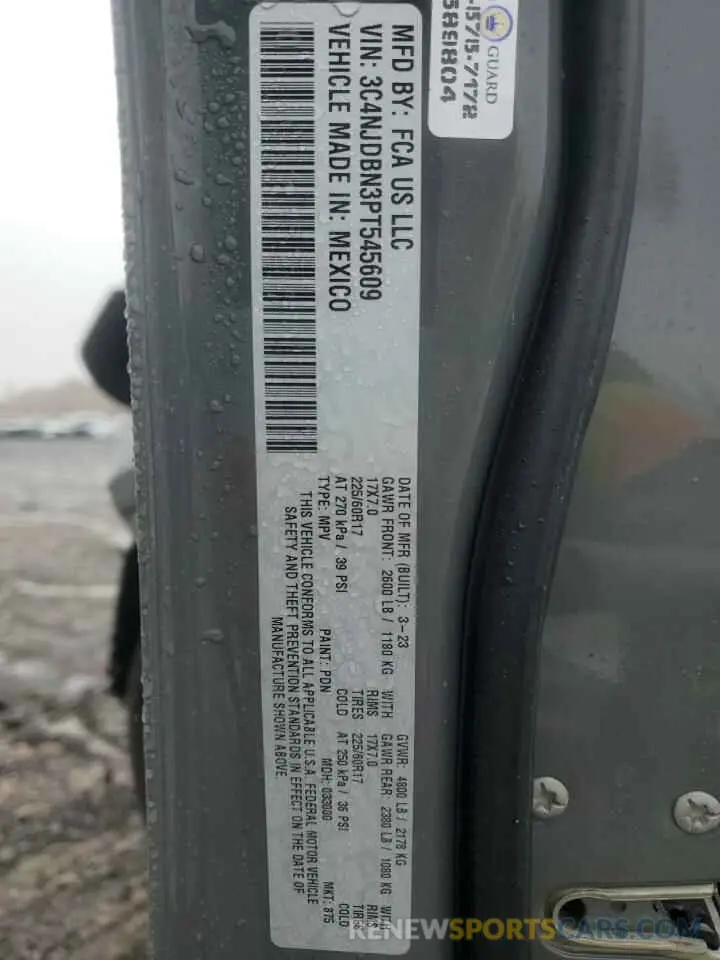 MFD BY: FCA US LLC
VIN: 3C4NJDBN3PT545609
VEHICLE MADE IN: MEXICO
DATE OF MFR (BUILT): 3-23 GVWR: 4800 LB / 2178 KG
GAWR FRONT: 2600 LB / 1180 KG WITH GAWR REAR 2380 LB / 1080 KG WITH
17X7.0 RIMS 17X7.0 RIMS
225/60R17 TIRES 225/60R17 TIRES
AT 270 kPa / 39 PSI COLD AT 250 kPa / 36 PSI COLD
TYPE: MPV PAINT: PDN MDH: 033000 MKT: 875
THIS VEHICLE CONFORMS TO ALL APPLICABLE U.S.A. FEDERAL MOTOR VEHICLE
SAFETY AND THEFT PREVENTION STANDARDS IN EFFECT ON THE DATE OF
MANUFACTURE SHOWN ABOVE.
GUARD
RENEWSPORTSCARS.COM